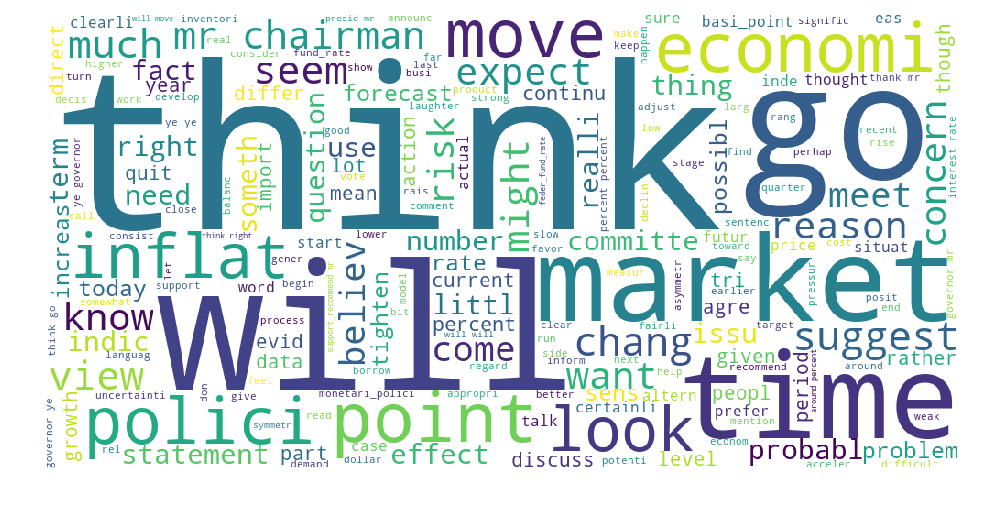 will move
inventori
presid mr
announc
clearli
real
consid
fund_rate
make
sure
basi_point
signific
eas
much
mr
chairman
move
economi
higher
turn
far
show
last
busi
keep
happen
direct
fact
seem
expect
thing
inde
thought
thank mr
though
decis
work
year
differ
forecast
continu
adjust
larg
develop
product
strong
laughter
low
rang
recent
ye ye
think
go
rise
right
use
risk
actual
realli
possibl
perhap
find
stage
ye governor
good
lot
action
quarter
interest rate
quit
someth
import
question
vote
feder_fund_rate
percent percent
declin
concern
need
mean
rais
comment
meet
close
balanc
call
increas
term
consist
think right
lower
slow
favor
might
sentenc
reason
inflat
start
number
committe
futur
toward
price
cost
situat
gener
believ
rate
tri
say
today
let
support
word
begin
current
littl
market
measur
asymmetr
earlier
pressur
posit
end
governor mr
somewhat
process
support recommend mr
tighten
model
bit
agre
know
will
evid
percent
clear
will will
fairli
target
think go
indic
languag
data
come
run
chang
issu
suggest
side
inform
next
given
around
rather
borrow
regard
recommend
view
uncertainti
don
feel
give
monetari_polici
appropri
better
want
help
peopl
period
around percent
time
growth
sens
altern
prefer
weak
governor ye
polici
symmetr
read
point
talk
look
certainli
mention
econom
rel
statement
part
case
effect
discuss
level
probabl
problem
demand
dollar
potenti
acceler
difficult